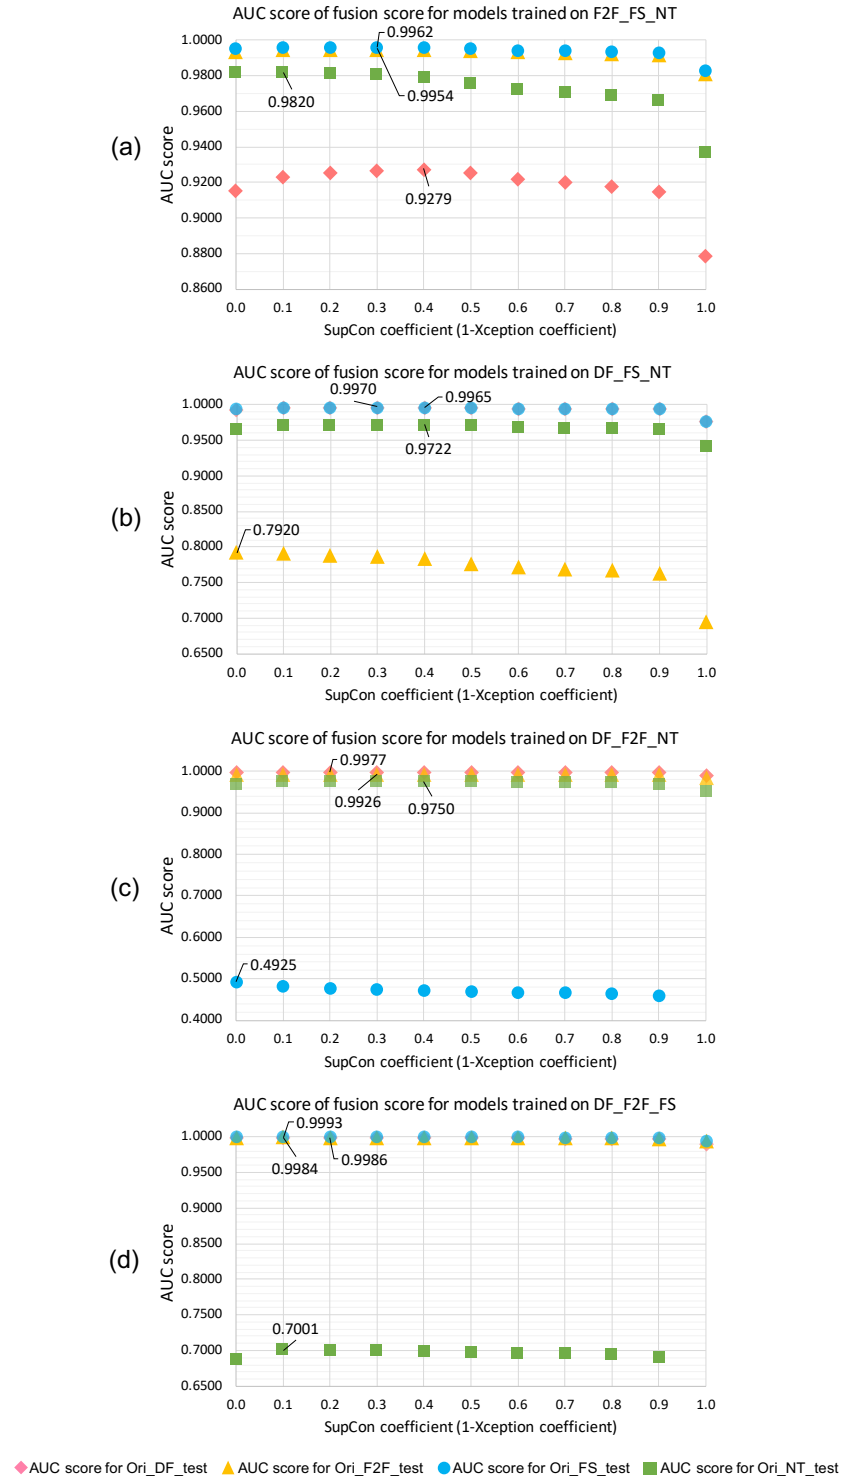 AUC score of fusion score for models trained on F2F_FS_NT
1.0000
0.9800
0.9600
0.9400
0.9200
0.9000
0.8800
0.8600
0.9962
0.9954
0.9820
0.9279
(a)
AUC score
0.0 0.1 0.2 0.3 0.4 0.5 0.6 0.7 0.8 0.9 1.0
SupCon coefficient (1-Xception coefficient)
AUC score of fusion score for models trained on DF_FS_NT
1.0000
0.9500
0.9000
0.8500
0.8000
0.7500
0.7000
0.6500
0.9970
0.9965
0.9722
0.7920
(b)
AUC score
0.0 0.1 0.2 0.3 0.4 0.5 0.6 0.7 0.8 0.9 1.0
SupCon coefficient (1-Xception coefficient)
AUC score of fusion score for models trained on DF_F2F_NT
1.0000
0.9000
0.8000
0.7000
0.6000
0.5000
0.4000
0.9977
0.9926
0.9750
0.4925
(c)
AUC score
0.0 0.1 0.2 0.3 0.4 0.5 0.6 0.7 0.8 0.9 1.0
SupCon coefficient (1-Xception coefficient)
AUC score of fusion score for models trained on DF_F2F_FS
1.0000
0.9500
0.9000
0.8500
0.8000
0.7500
0.7000
0.6500
0.9993
0.9984
0.9986
0.7001
(d)
AUC score
0.0 0.1 0.2 0.3 0.4 0.5 0.6 0.7 0.8 0.9 1.0
SupCon coefficient (1-Xception coefficient)
AUC score for Ori_DF_test AUC score for Ori_F2F_test AUC score for Ori_FS_test AUC score for Ori_NT_test